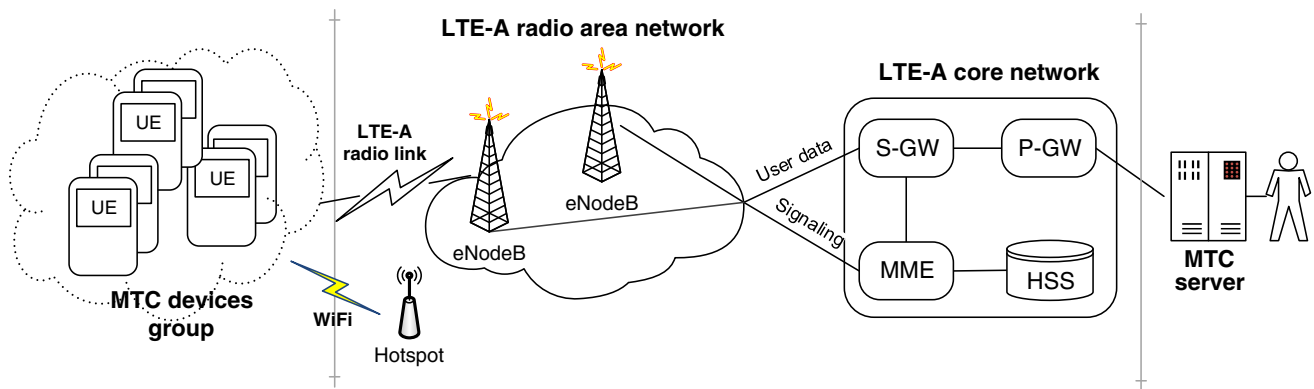 LTE-A radio area network
LTE-A core network
UE
UE
UE
LTE-A
radio link
eNodeB
eNodeB
User data
Signaling
S-GW
P-GW
MME
HSS
MTC
server
MTC devices
group
WiFi
Hotspot